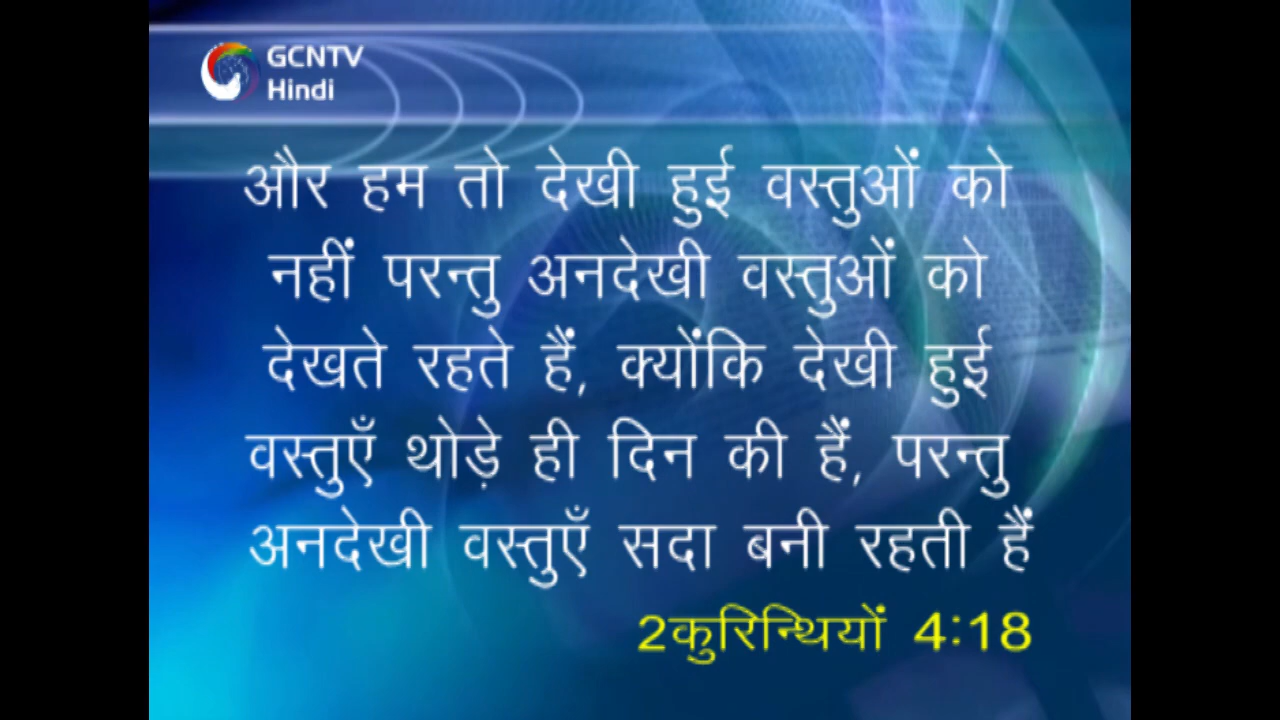 GCNTV
Hindi
और हम तो देखी हुई वस्तुओं को
नहीं परन्तु अनदेखी वस्तुओं को
देखते रहते हैं, क्योंकि देखी हुई
वस्तुएँ थोड़े ही दिन की हैं, परन्तु
अनदेखी वस्तुएँ सदा बनी रहती हैं
2कुरिन्थियों 4:18